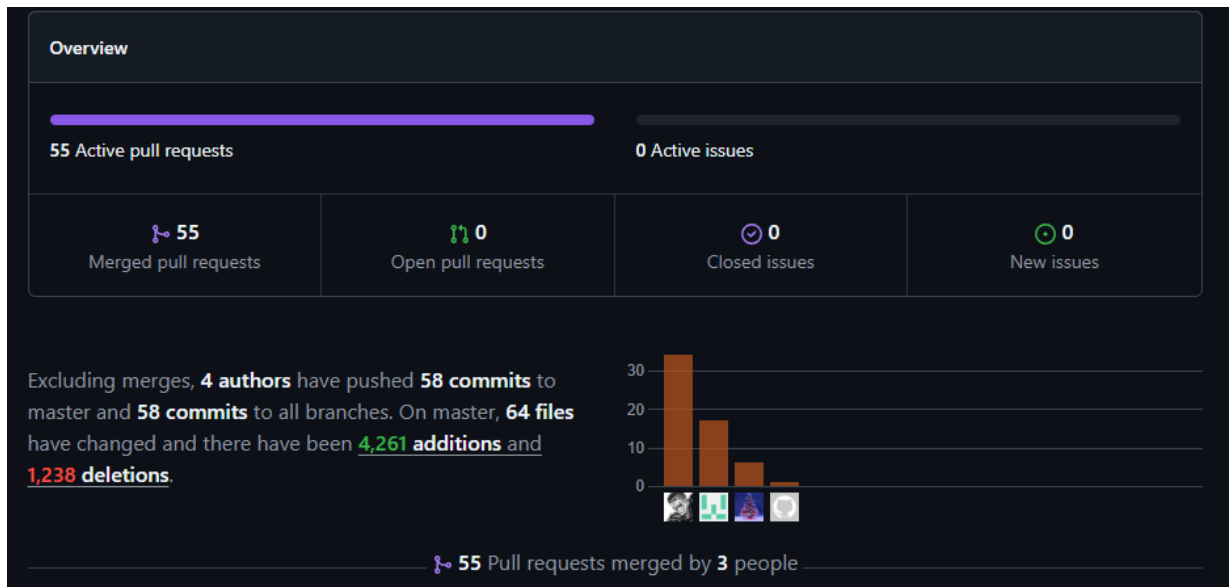 Overview
55 Active pull requests
0 Active issues
55
Merged pull requests
0
Open pull requests
0
Closed issues
0
New issues
Excluding merges, 4 authors have pushed 58 commits to
master and 58 commits to all branches. On master, 64 files
have changed and there have been 4,261 additions and
1,238 deletions.
30
20
10
0
55 Pull requests merged by 3 people